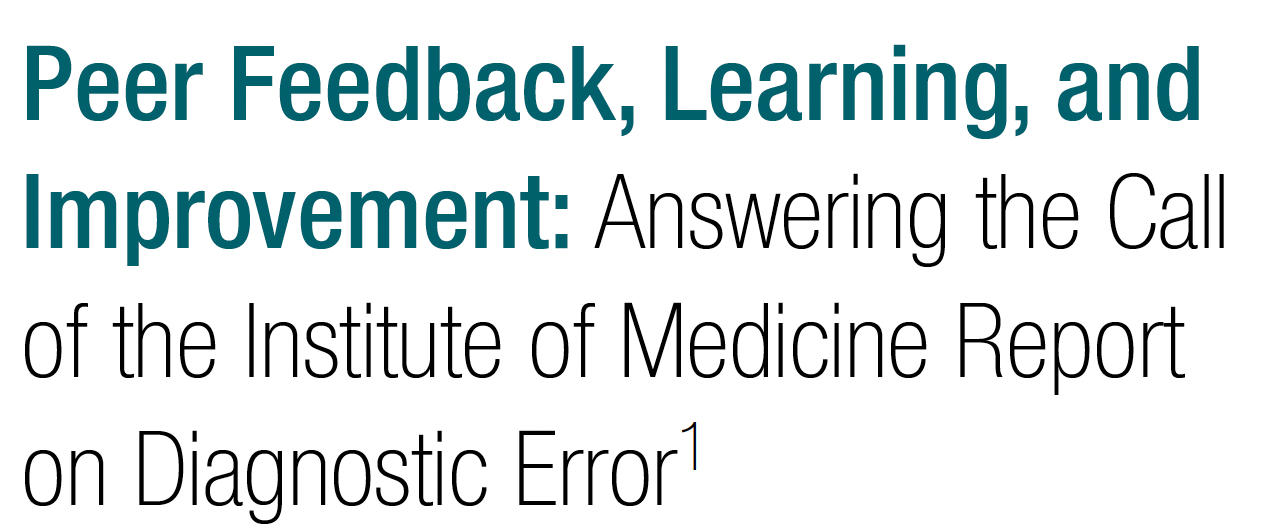 Peer Feedback, Learning, and
Improvement: Answering the Call
of the Institute of Medicine Report
on Diagnostic Error¹